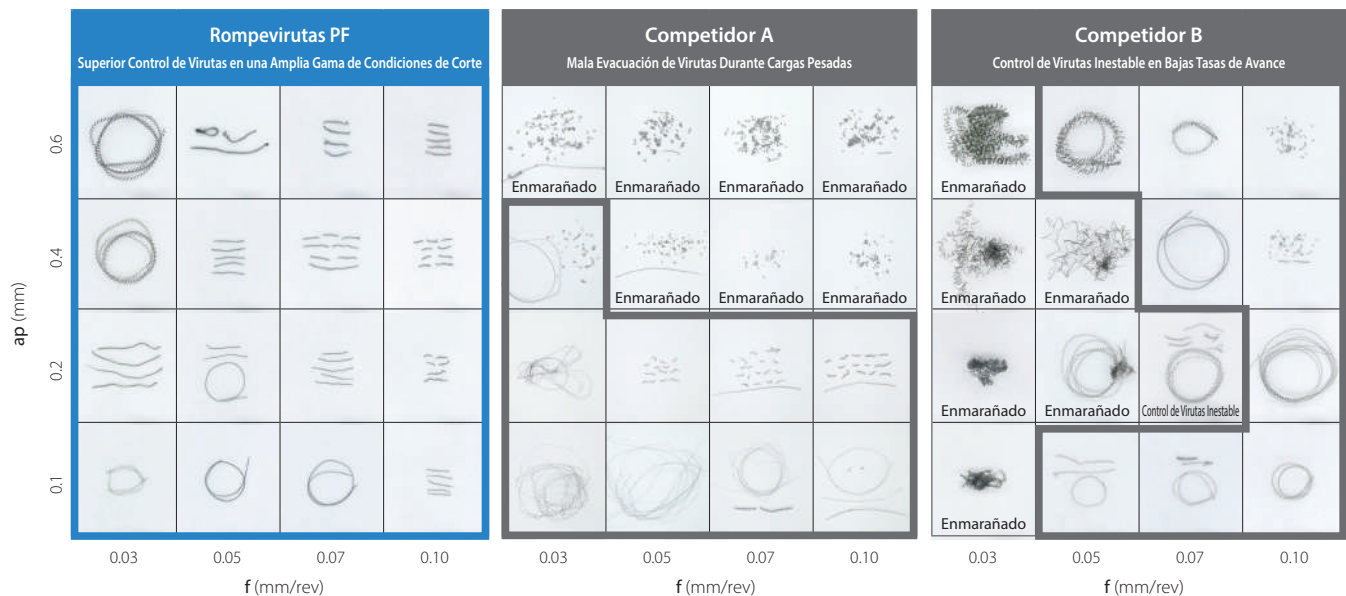 Rompevirutas PF
Superior Control de Virutas en una Amplia Gama de Condiciones de Corte
Competidor A
Mala Evacuación de Virutas Durante Cargas Pesadas
Competidor B
Control de Virutas Inestable en Bajas Tasas de Avance
ap (mm)
0.6
Enmarañado Enmarañado Enmarañado Enmarañado Enmarañado
0.4
Enmarañado Enmarañado Enmarañado Enmarañado Enmarañado
0.2
Enmarañado Enmarañado Control de Virutas Inestable
0.1
Enmarañado
0.03 0.05 0.07 0.10 0.03 0.05 0.07 0.10 0.03 0.05 0.07 0.10
f (mm/rev) f (mm/rev) f (mm/rev)